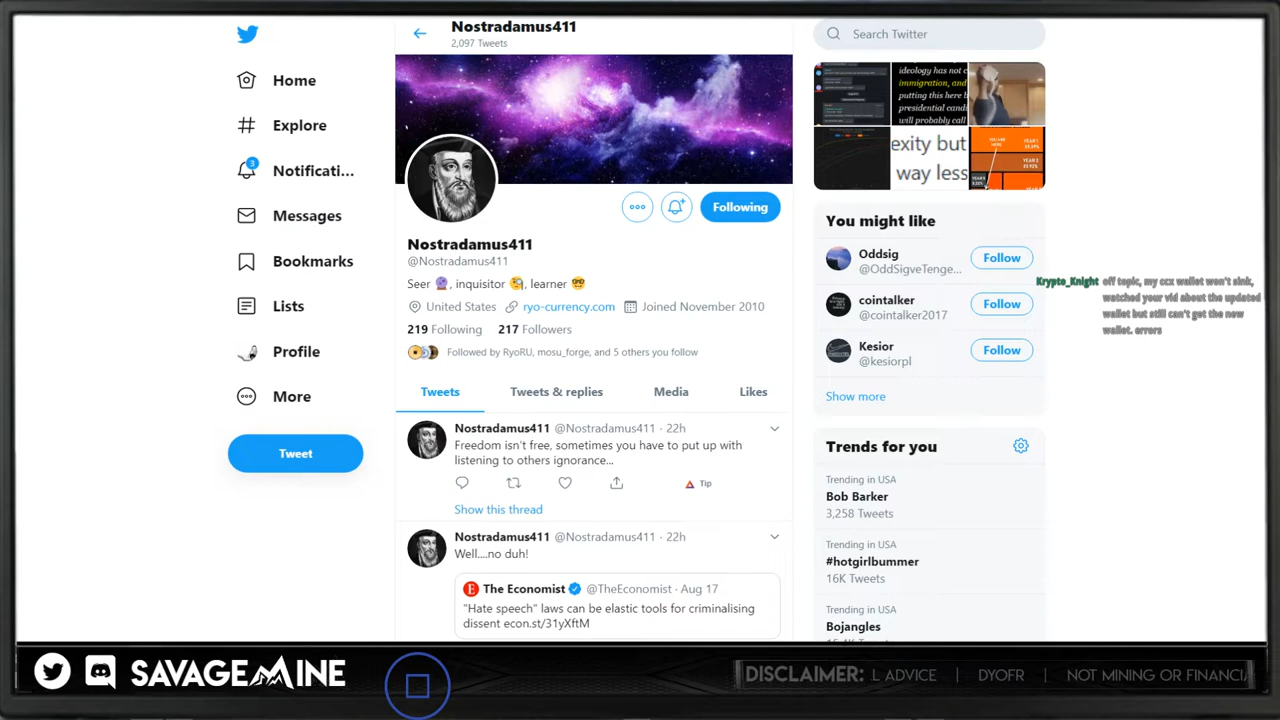 Nostradamus411
2,097 Tweets
Home
Explore
3
Notificati...
Messages
Bookmarks
Lists
Profile
More
Tweet
Following
Nostradamus411
@Nostradamus411
Seer 🔮, inquisitor 🧐, learner 🤓
United States ryo-currency.com Joined November 2010
219 Following 217 Followers
Followed by RyoRU, mosu_forge, and 5 others you follow
Tweets Tweets & replies Media Likes
Nostradamus411 @Nostradamus411 · 22h
Freedom isn't free, sometimes you have to put up with
listening to others ignorance...
Tip
Show this thread
Nostradamus411 @Nostradamus411 · 22h
Well....no duh!
The Economist @TheEconomist · Aug 17
"Hate speech" laws can be elastic tools for criminalising
dissent econ.st/31yXftM
Search Twitter
ideology has not c
immigration, and
putting this here b
presidential candi
will probably call
exity but
way less
You might like
Oddsig
@OddSigveTenge...
Follow
cointalker
@cointalker2017
Follow
Kesior
@kesiorpl
Follow
Show more
Trends for you
Trending in USA
Bob Barker
3,258 Tweets
Trending in USA
#hotgirlbummer
16K Tweets
Trending in USA
Bojangles
Krypto_Knight off topic, my ccx wallet won't sink,
watched your vid about the updated
wallet but still can't get the new
wallet. errors
SAVAGEMINE
DISCLAIMER: L ADVICE | DYOFR | NOT MINING OR FINANCIA